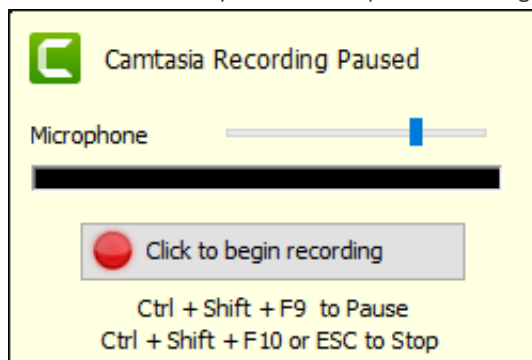 Camtasia Recording Paused
Microphone
Click to begin recording
Ctrl + Shift + F9 to Pause
Ctrl + Shift + F10 or ESC to Stop